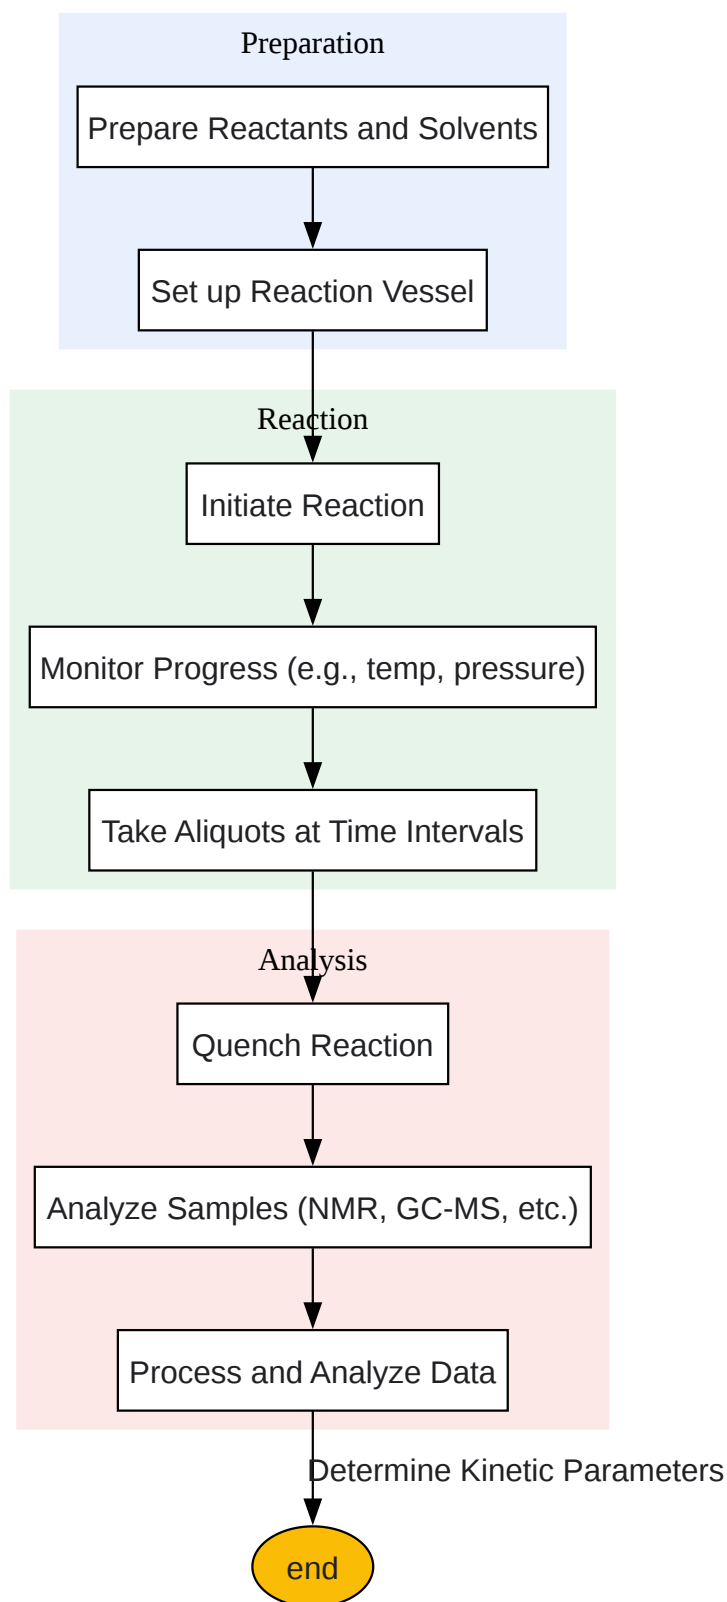 Preparation
Prepare Reactants and Solvents
Set up Reaction Vessel
Reaction
Initiate Reaction
Monitor Progress (e.g., temp, pressure)
Take Aliquots at Time Intervals
Analysis
Quench Reaction
Analyze Samples (NMR, GC-MS, etc.)
Process and Analyze Data
Determine Kinetic Parameters
end